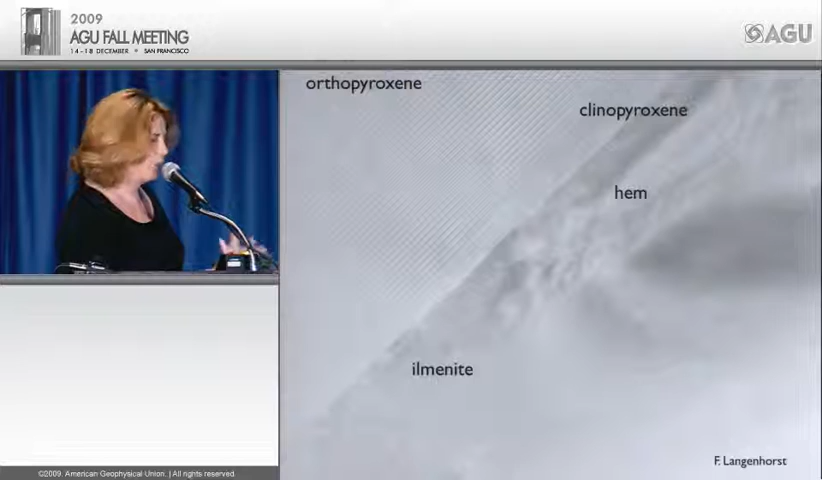 2009
AGU FALL MEETING
14 - 18 DECEMBER • SAN FRANCISCO
AGU
orthopyroxene
clinopyroxene
hem
ilmenite
F. Langenhorst
©2009. American Geophysical Union. | All rights reserved